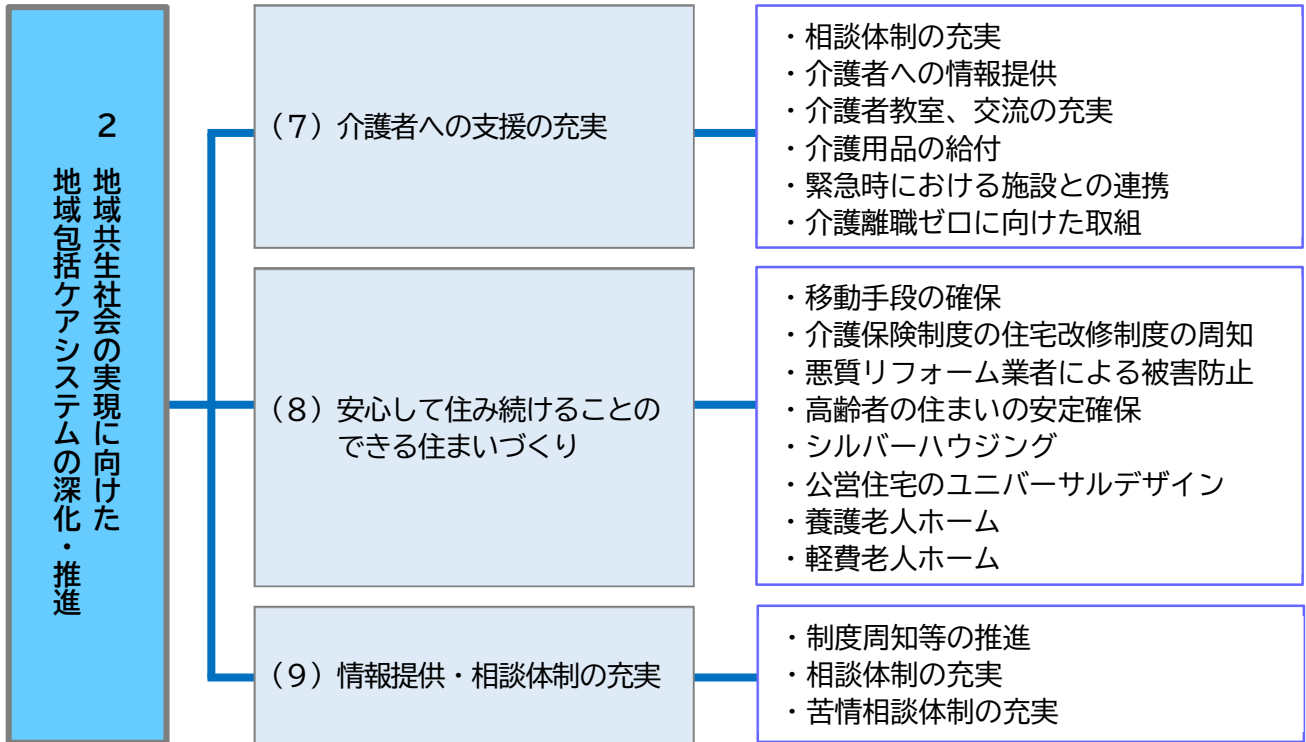 2 地域共生社会の実現に向けた
地域包括ケアシステムの深化・推進
(7)介護者への支援の充実
・相談体制の充実
・介護者への情報提供
・介護者教室、交流の充実
・介護用品の給付
・緊急時における施設との連携
・介護離職ゼロに向けた取組
(8)安心して住み続けることの
できる住まいづくり
・移動手段の確保
・介護保険制度の住宅改修制度の周知
・悪質リフォーム業者による被害防止
・高齢者の住まいの安定確保
・シルバーハウジング
・公営住宅のユニバーサルデザイン
・養護老人ホーム
・軽費老人ホーム
(9)情報提供・相談体制の充実
・制度周知等の推進
・相談体制の充実
・苦情相談体制の充実